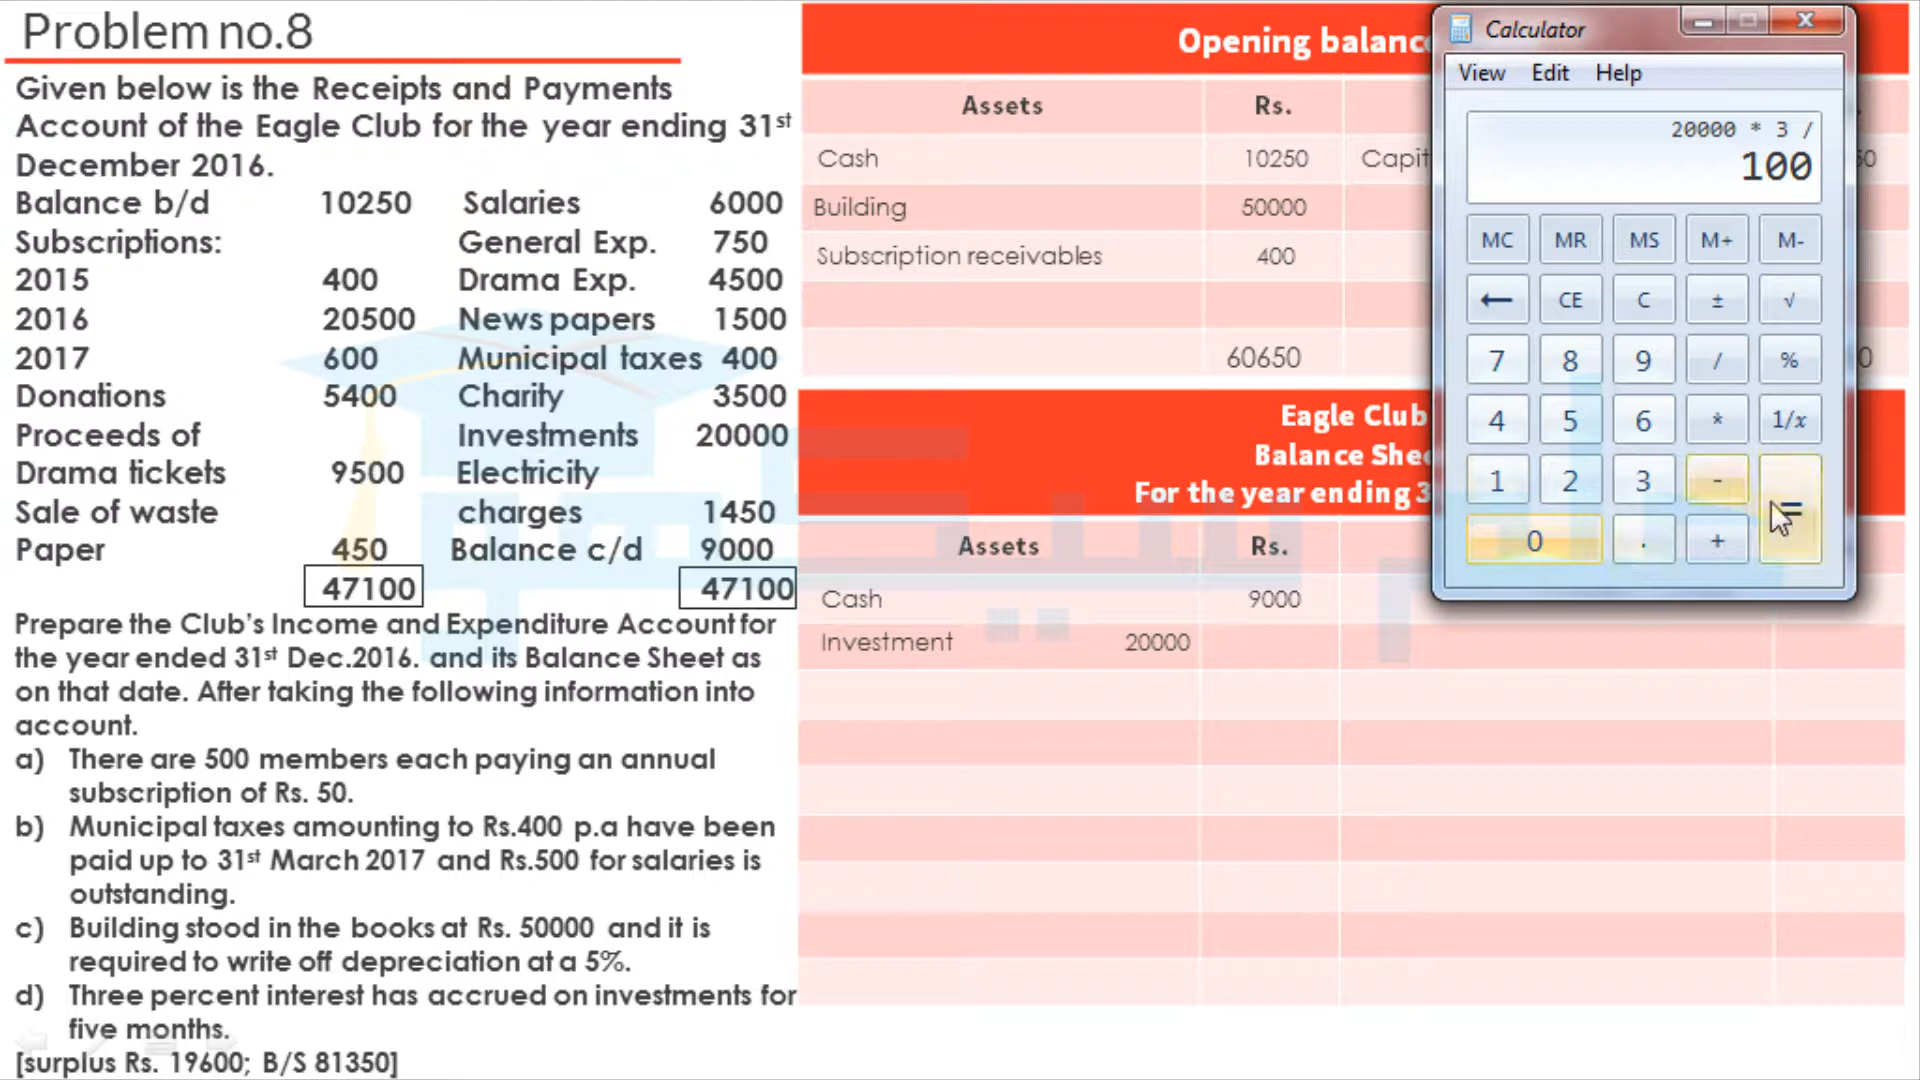 Problem no.8
Given below is the Receipts and Payments
Account of the Eagle Club for the year ending 31st
December 2016.
Balance b/d 10250 Salaries 6000
Subscriptions: General Exp. 750
2015 400 Drama Exp. 4500
2016 20500 News papers 1500
2017 600 Municipal taxes 400
Donations 5400 Charity 3500
Proceeds of Investments 20000
Drama tickets 9500 Electricity
Sale of waste charges 1450
Paper 450 Balance c/d 9000
47100 47100
Prepare the Club's Income and Expenditure Account for
the year ended 31st Dec.2016. and its Balance Sheet as
on that date. After taking the following information into
account.
a) There are 500 members each paying an annual
subscription of Rs. 50.
b) Municipal taxes amounting to Rs.400 p.a have been
paid up to 31st March 2017 and Rs.500 for salaries is
outstanding.
c) Building stood in the books at Rs. 50000 and it is
required to write off depreciation at a 5%.
d) Three percent interest has accrued on investments for
five months.
[surplus Rs. 19600; B/S 81350]
Opening balanc
Assets Rs.
Cash 10250 Capit
Building 50000
Subscription receivables 400
60650
Eagle Club
Balance She
For the year ending 3
Assets Rs.
Cash 9000
Investment 20000
Calculator
View Edit Help
20000 * 3 /
100
MC MR MS M+ M-
← CE C ± √
7 8 9 / %
4 5 6 * 1/x
1 2 3 - =
0 . +